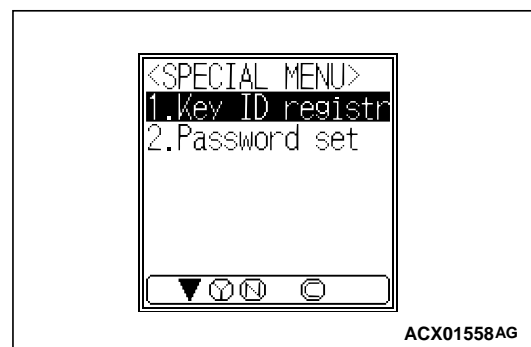 <SPECIAL MENU>
1.Key ID registr
2.Password set
▼ Ⓨ Ⓝ Ⓒ
ACX01558AG